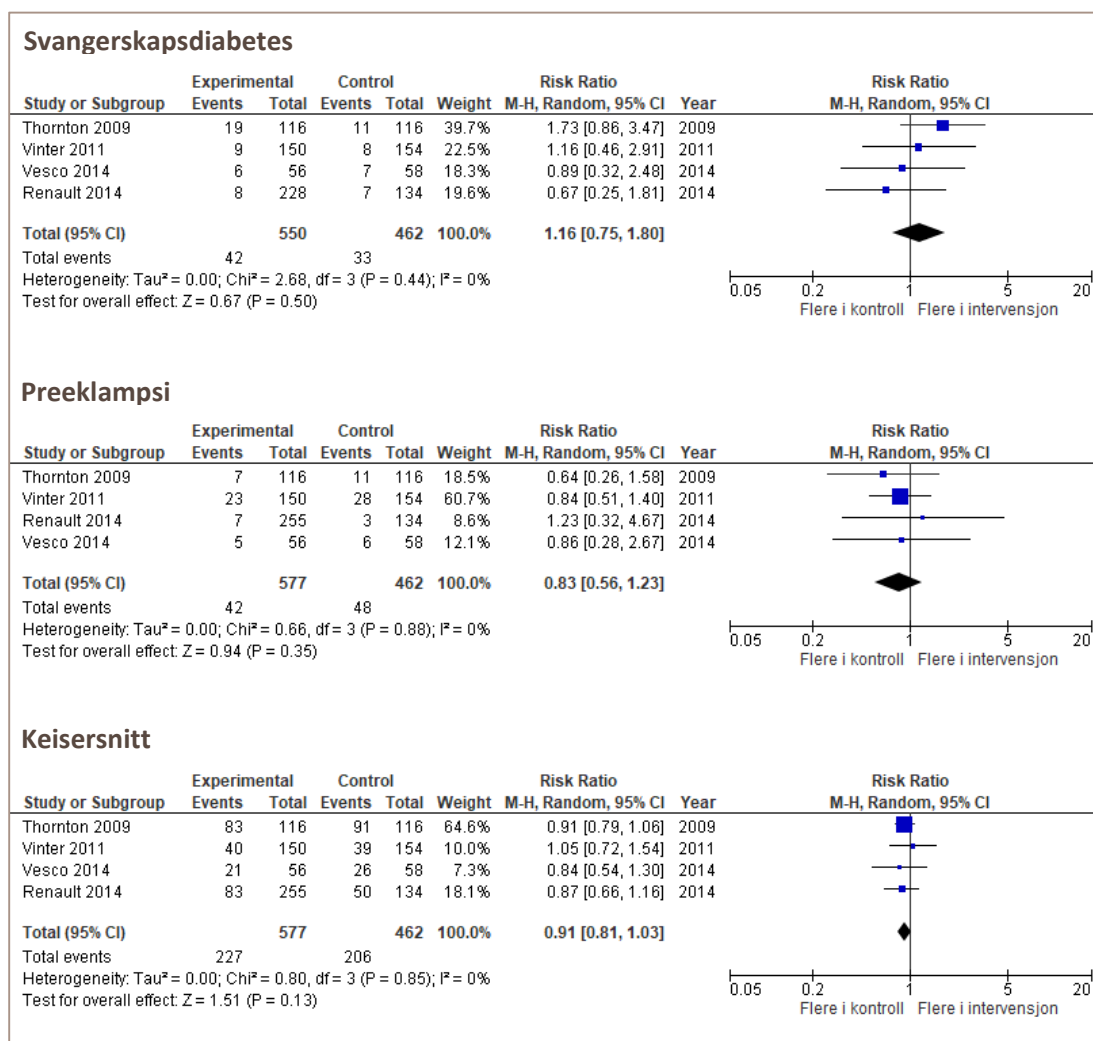 Svangerskapsdiabetes
Experimental Control Risk Ratio Risk Ratio
Study or Subgroup Events Total Events Total Weight M-H, Random, 95% CI Year M-H, Random, 95% CI
Thornton 2009 19 116 11 116 39.7% 1.73 [0.86, 3.47] 2009
Vinter 2011 9 150 8 154 22.5% 1.16 [0.46, 2.91] 2011
Vesco 2014 6 56 7 58 18.3% 0.89 [0.32, 2.48] 2014
Renault 2014 8 228 7 134 19.6% 0.67 [0.25, 1.81] 2014
Total (95% CI) 550 462 100.0% 1.16 [0.75, 1.80]
Total events 42 33
Heterogeneity: Tau² = 0.00; Chi² = 2.68, df = 3 (P = 0.44); I² = 0%
Test for overall effect: Z = 0.67 (P = 0.50)
0.05 0.2 1 5 20
Flere i kontroll Flere i intervensjon
Preeklampsi
Experimental Control Risk Ratio Risk Ratio
Study or Subgroup Events Total Events Total Weight M-H, Random, 95% CI Year M-H, Random, 95% CI
Thornton 2009 7 116 11 116 18.5% 0.64 [0.26, 1.58] 2009
Vinter 2011 23 150 28 154 60.7% 0.84 [0.51, 1.40] 2011
Renault 2014 7 255 3 134 8.6% 1.23 [0.32, 4.67] 2014
Vesco 2014 5 56 6 58 12.1% 0.86 [0.28, 2.67] 2014
Total (95% CI) 577 462 100.0% 0.83 [0.56, 1.23]
Total events 42 48
Heterogeneity: Tau² = 0.00; Chi² = 0.66, df = 3 (P = 0.88); I² = 0%
Test for overall effect: Z = 0.94 (P = 0.35)
0.05 0.2 1 5 20
Flere i kontroll Flere i intervensjon
Keisersnitt
Experimental Control Risk Ratio Risk Ratio
Study or Subgroup Events Total Events Total Weight M-H, Random, 95% CI Year M-H, Random, 95% CI
Thornton 2009 83 116 91 116 64.6% 0.91 [0.79, 1.06] 2009
Vinter 2011 40 150 39 154 10.0% 1.05 [0.72, 1.54] 2011
Vesco 2014 21 56 26 58 7.3% 0.84 [0.54, 1.30] 2014
Renault 2014 83 255 50 134 18.1% 0.87 [0.66, 1.16] 2014
Total (95% CI) 577 462 100.0% 0.91 [0.81, 1.03]
Total events 227 206
Heterogeneity: Tau² = 0.00; Chi² = 0.80, df = 3 (P = 0.85); I² = 0%
Test for overall effect: Z = 1.51 (P = 0.13)
0.05 0.2 1 5 20
Flere i kontroll Flere i intervensjon